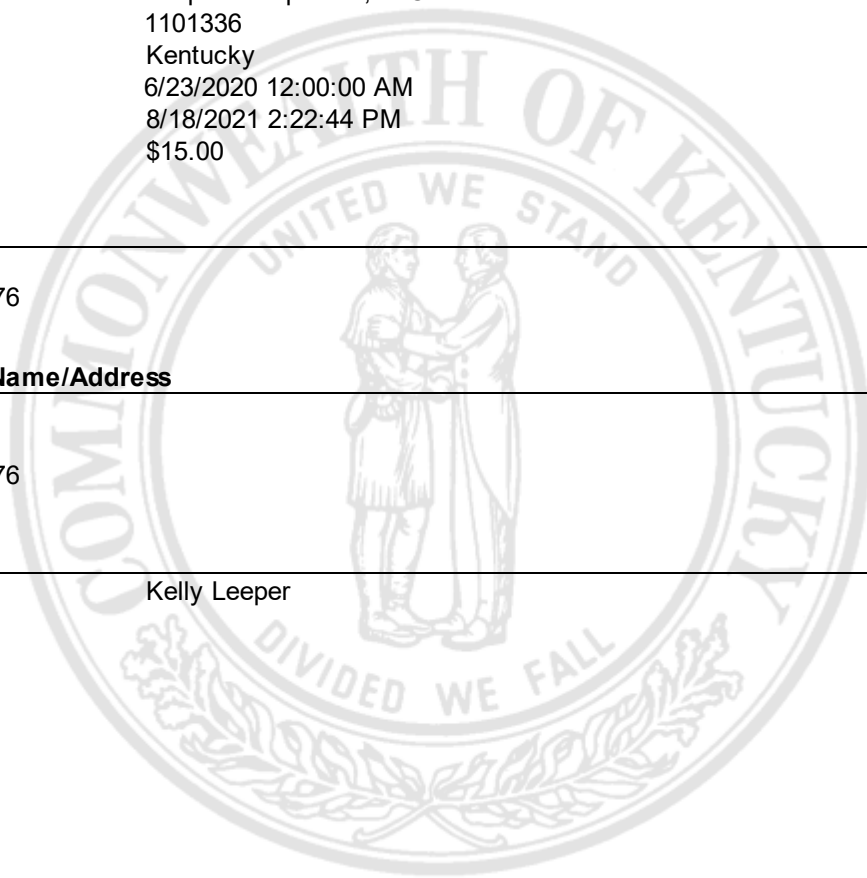 1101336
Kentucky
6/23/2020 12:00:00 AM
8/18/2021 2:22:44 PM
$15.00
76
Name/Address
76
Kelly Leeper
COMMONWEALTH OF KENTUCKY
UNITED WE STAND
DIVIDED WE FALL